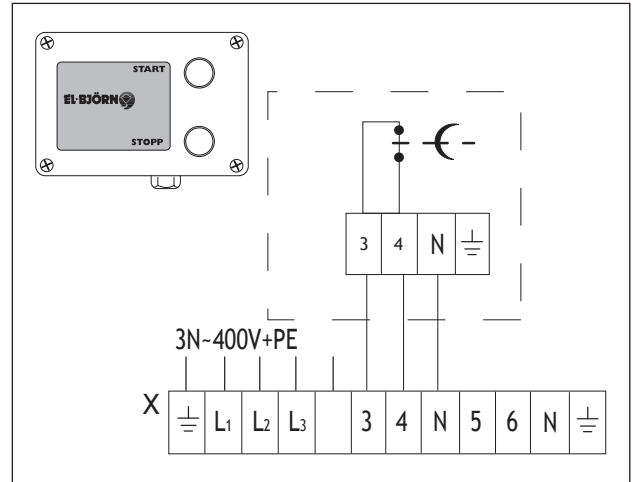 START
EL·BJÖRN
STOPP
3 4 N
3N~400V+PE
X L1 L2 L3 3 4 N 5 6 N